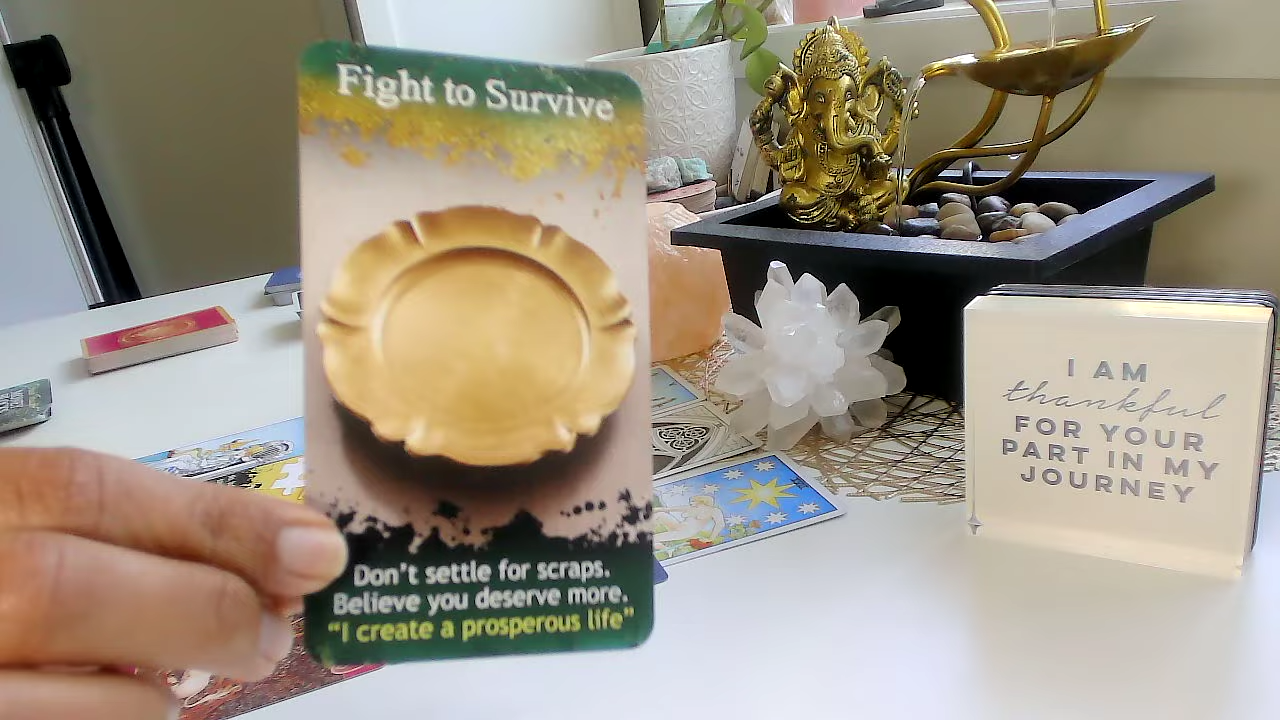 Fight to Survive
Don't settle for scraps.
Believe you deserve more.
"I create a prosperous life"
I AM
thankful
FOR YOUR
PART IN MY
JOURNEY